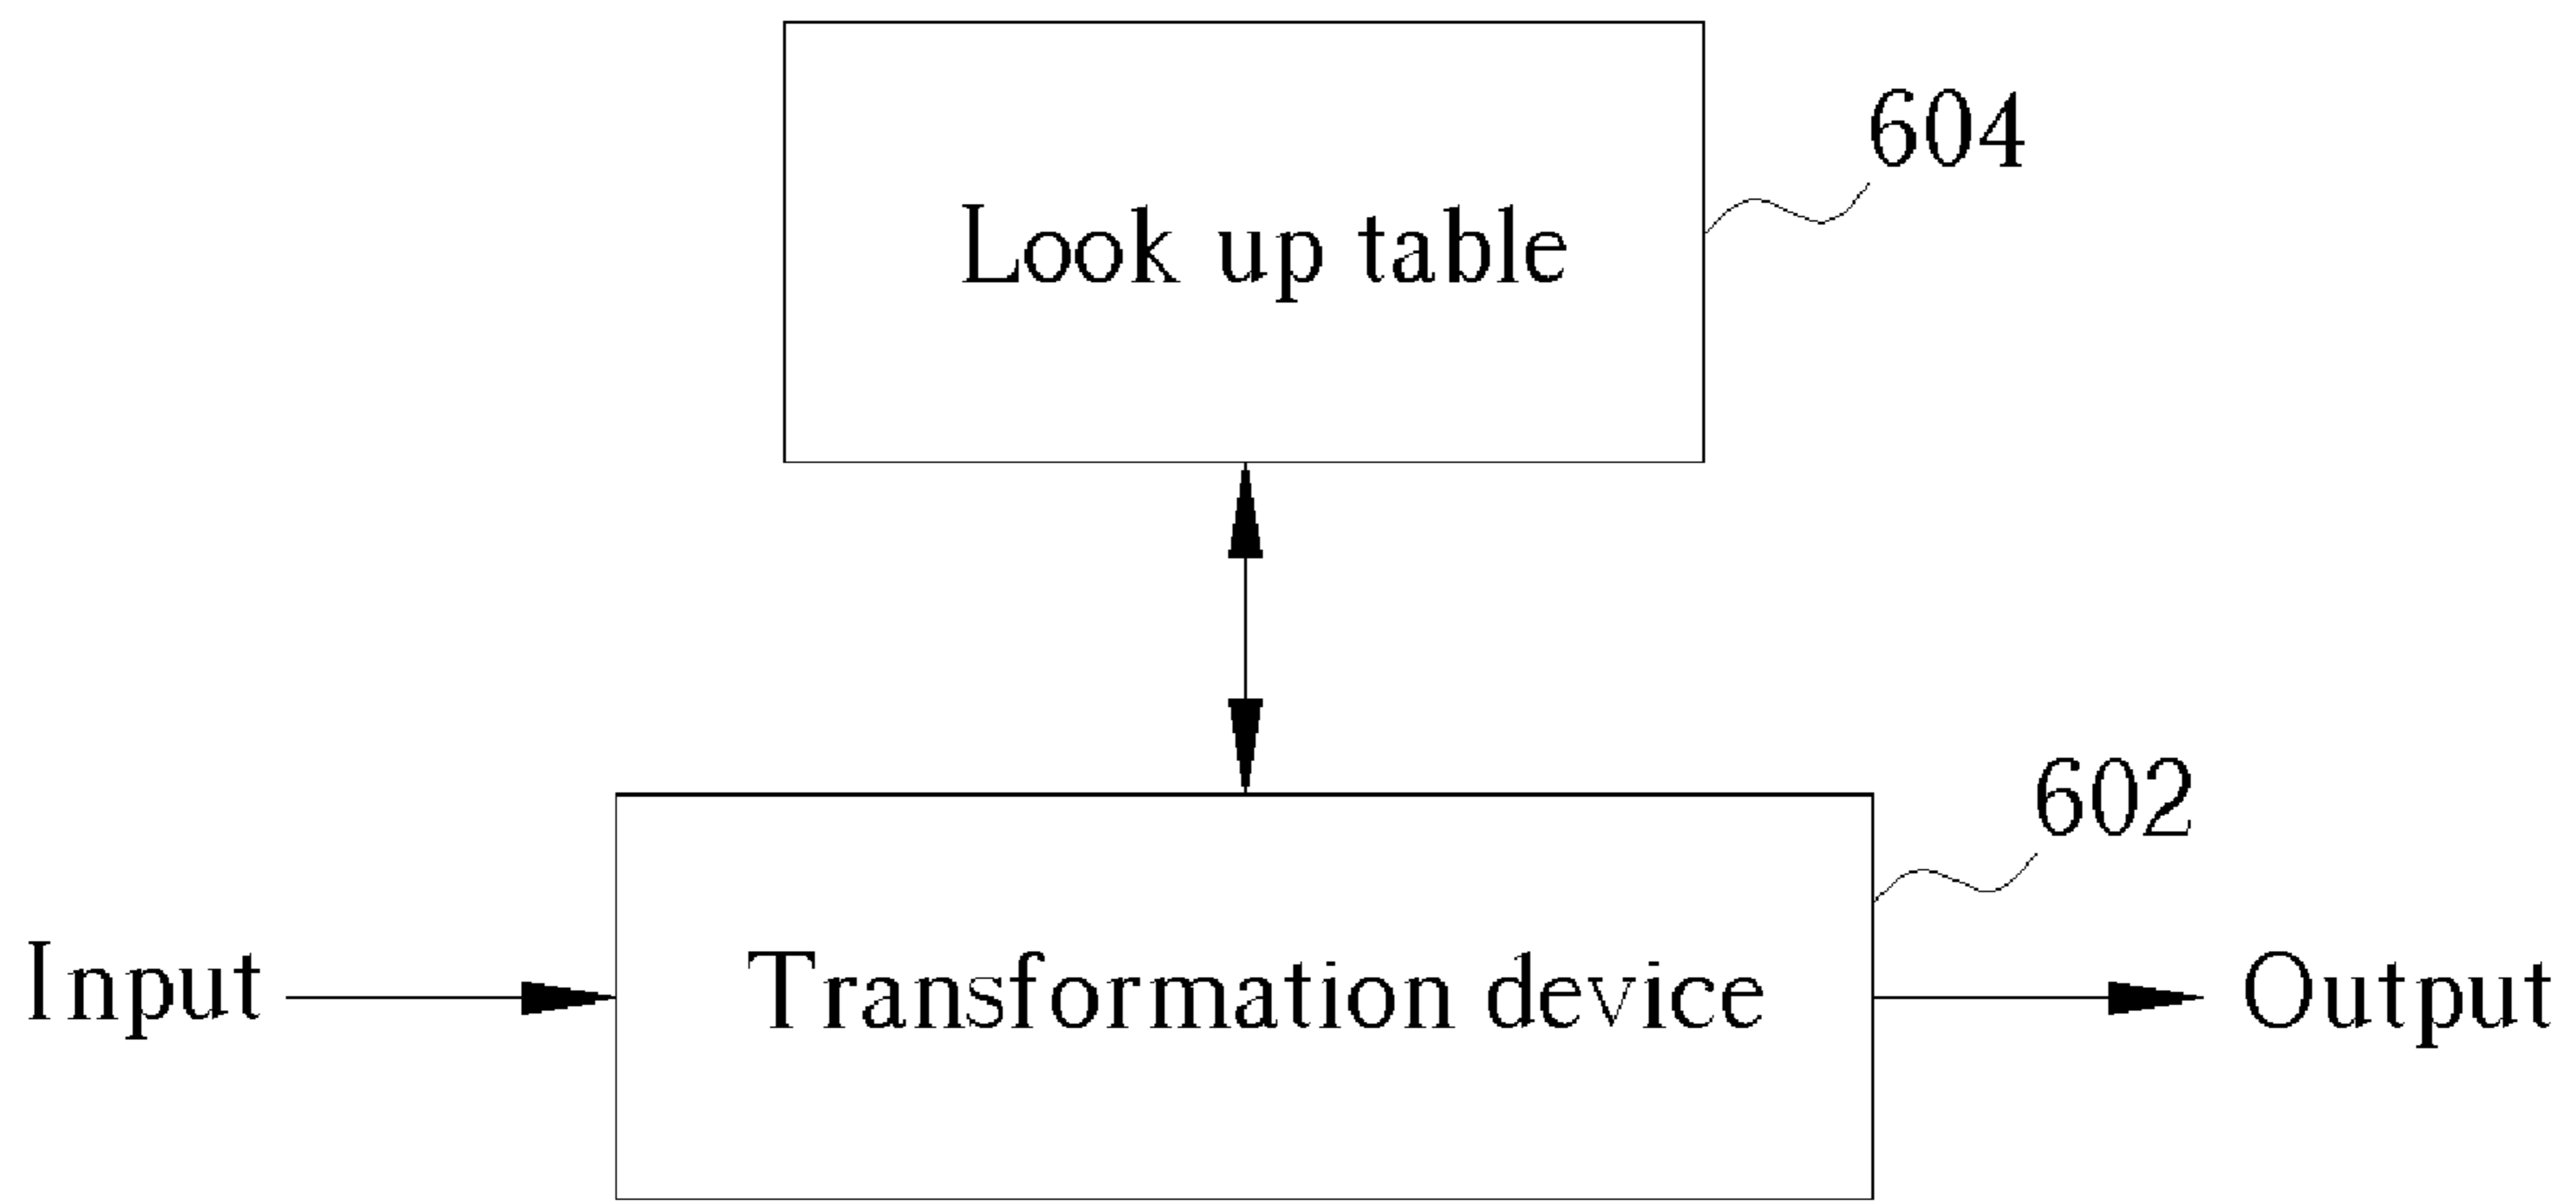 604
Look up table
602
Input
Transformation device
Output